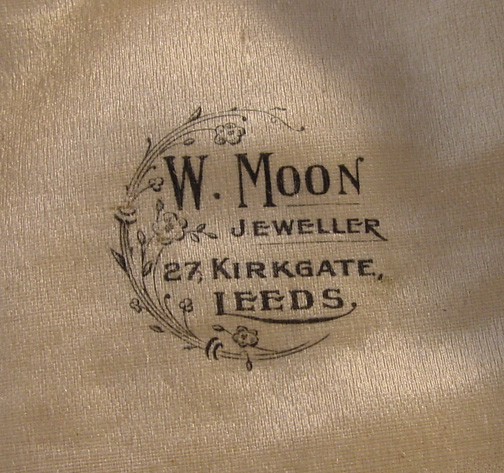 W. MOON
JEWELLER
27, KIRKGATE,
LEEDS.